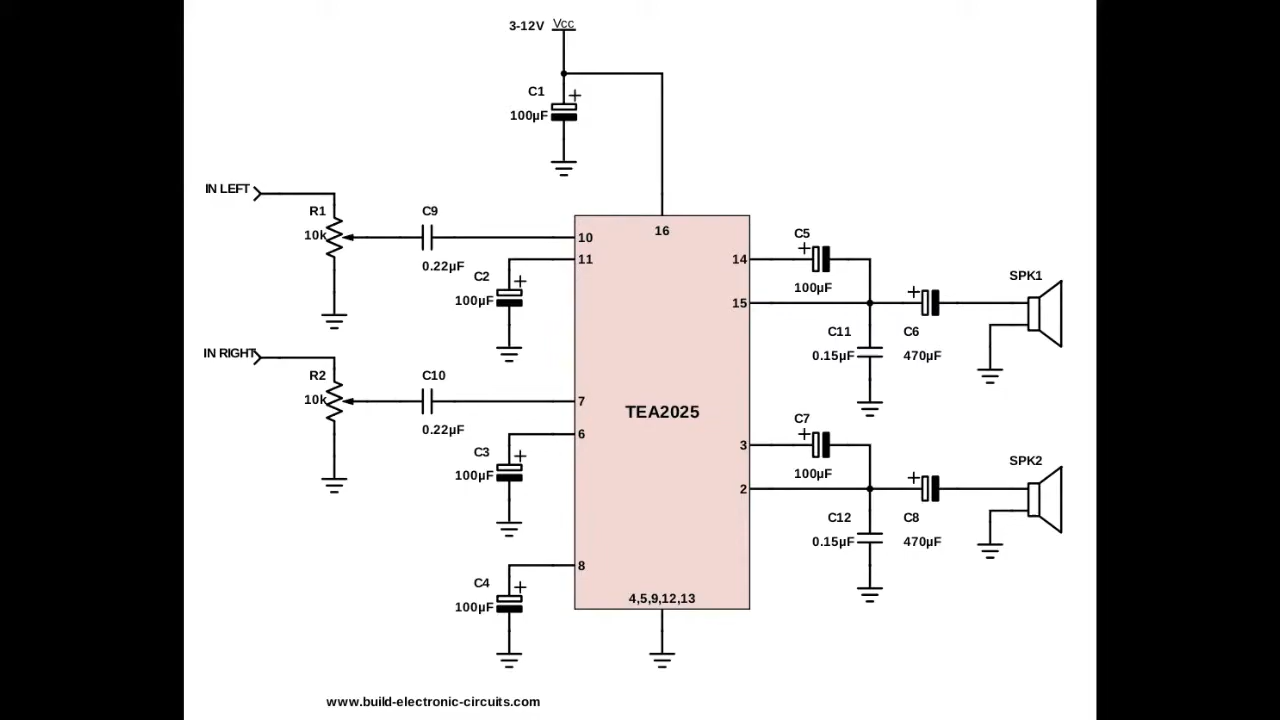 3-12V Vcc
C1
100µF
IN LEFT
R1
10k
C9
0.22µF
C2
100µF
IN RIGHT
R2
10k
C10
0.22µF
C3
100µF
C4
100µF
16
10
11
7
6
8
TEA2025
4,5,9,12,13
14
15
3
2
C5
100µF
C11
0.15µF
C6
470µF
SPK1
C7
100µF
C12
0.15µF
C8
470µF
SPK2
www.build-electronic-circuits.com